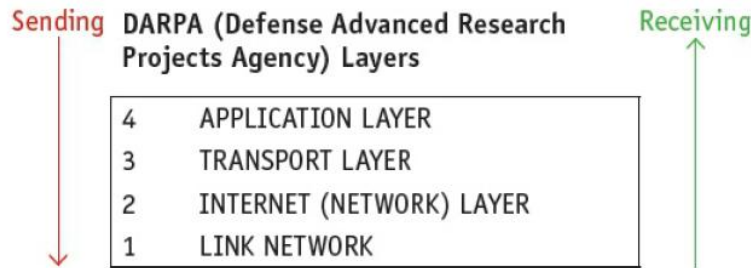 Sending
DARPA (Defense Advanced Research
Projects Agency) Layers
Receiving
4 APPLICATION LAYER
3 TRANSPORT LAYER
2 INTERNET (NETWORK) LAYER
1 LINK NETWORK